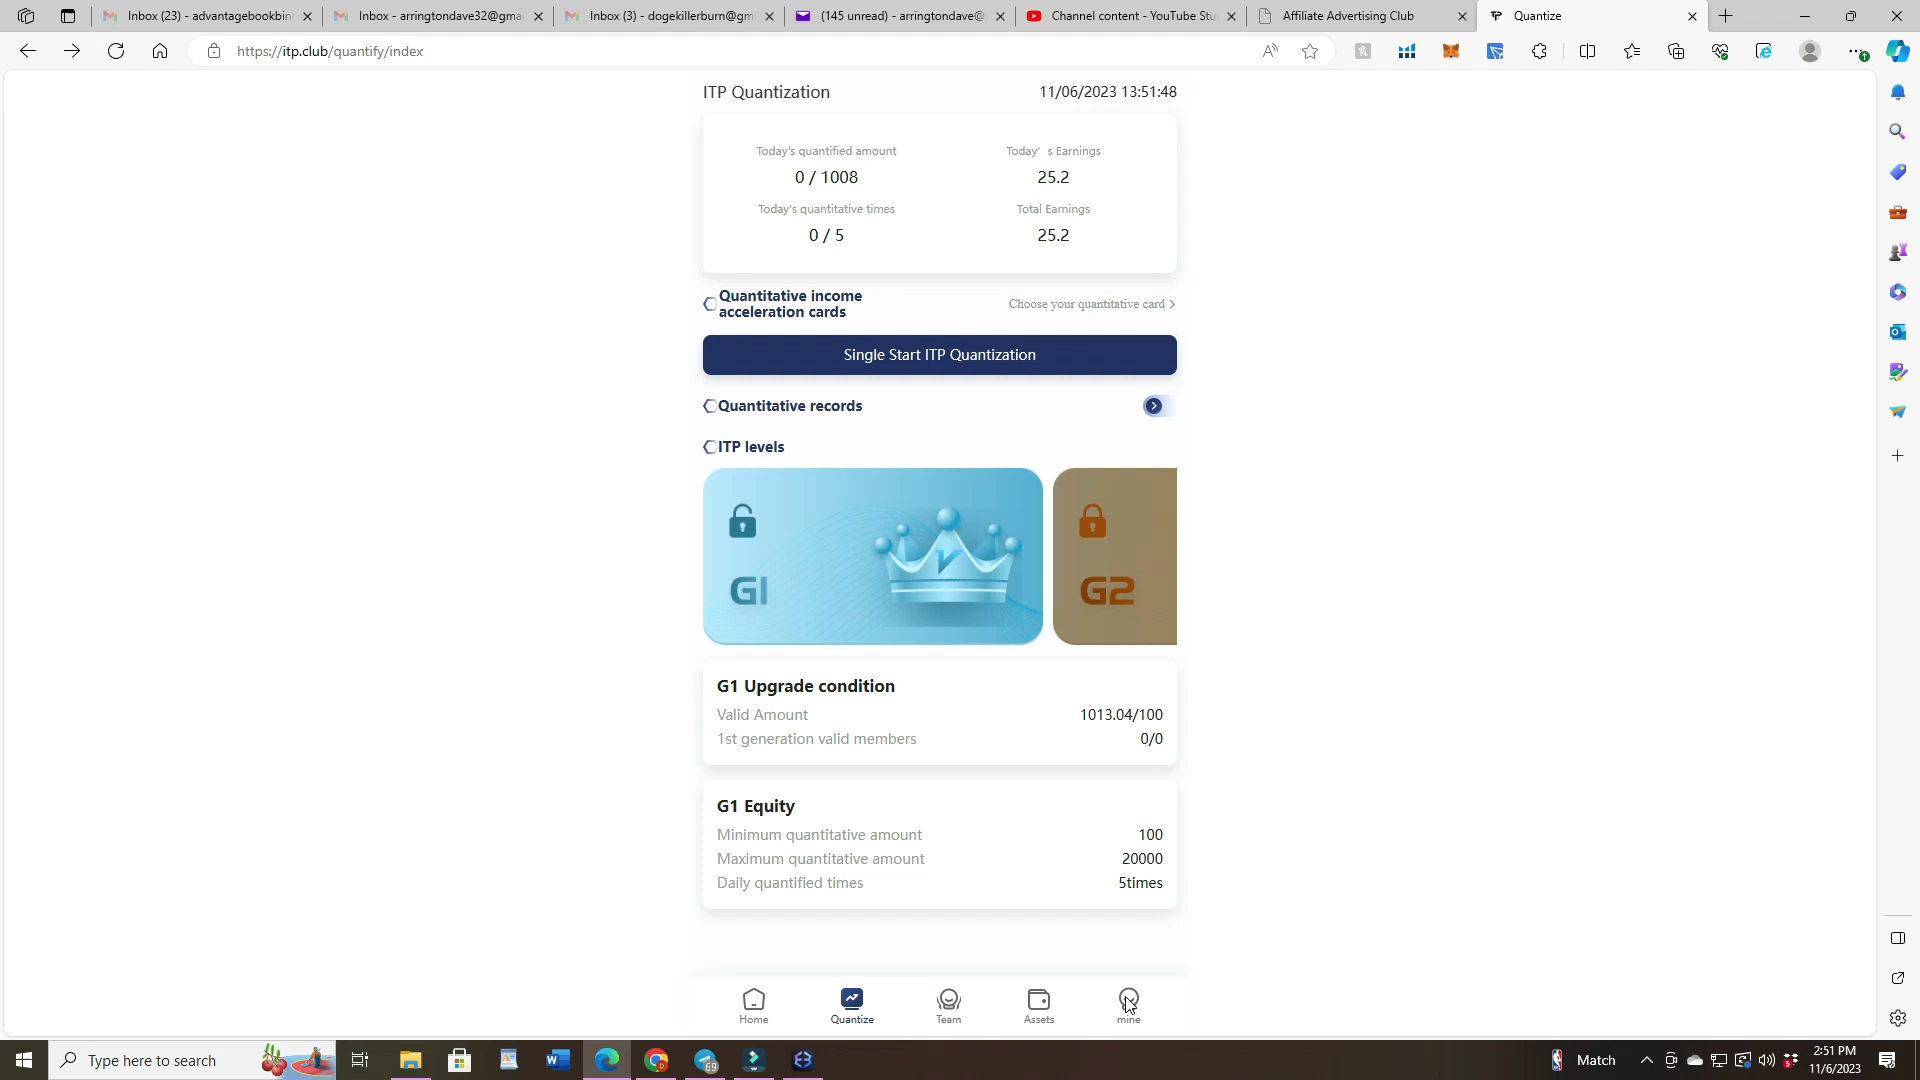 Inbox (23) - advantagebookbin
Inbox - arringtondave32@gma
Inbox (3) - dogekillerburn@gm
(145 unread) - arringtondave@
Channel content - YouTube Stu
Affiliate Advertising Club
Quantize
https://itp.club/quantify/index
ITP Quantization
11/06/2023 13:51:48
Today's quantified amount
Today' s Earnings
0 / 1008
25.2
Today's quantitative times
Total Earnings
0 / 5
25.2
Quantitative income
acceleration cards
Choose your quantitative card >
Single Start ITP Quantization
Quantitative records
ITP levels
G1
G2
G1 Upgrade condition
Valid Amount
1013.04/100
1st generation valid members
0/0
G1 Equity
Minimum quantitative amount
100
Maximum quantitative amount
20000
Daily quantified times
5times
Home
Quantize
Team
Assets
mine
Type here to search
69
Match
2:51 PM
11/6/2023